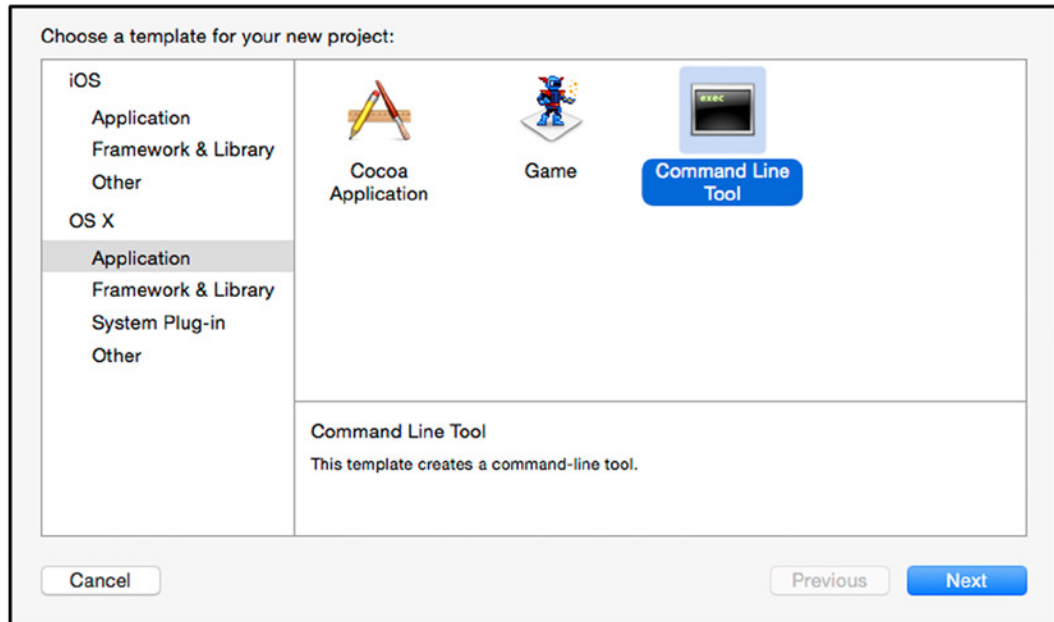 Choose a template for your new project:
iOS
Application
Framework & Library
Other
OS X
Application
Framework & Library
System Plug-in
Other
Cocoa
Application
Game
exec
Command Line
Tool
Command Line Tool
This template creates a command-line tool.
Cancel
Previous
Next